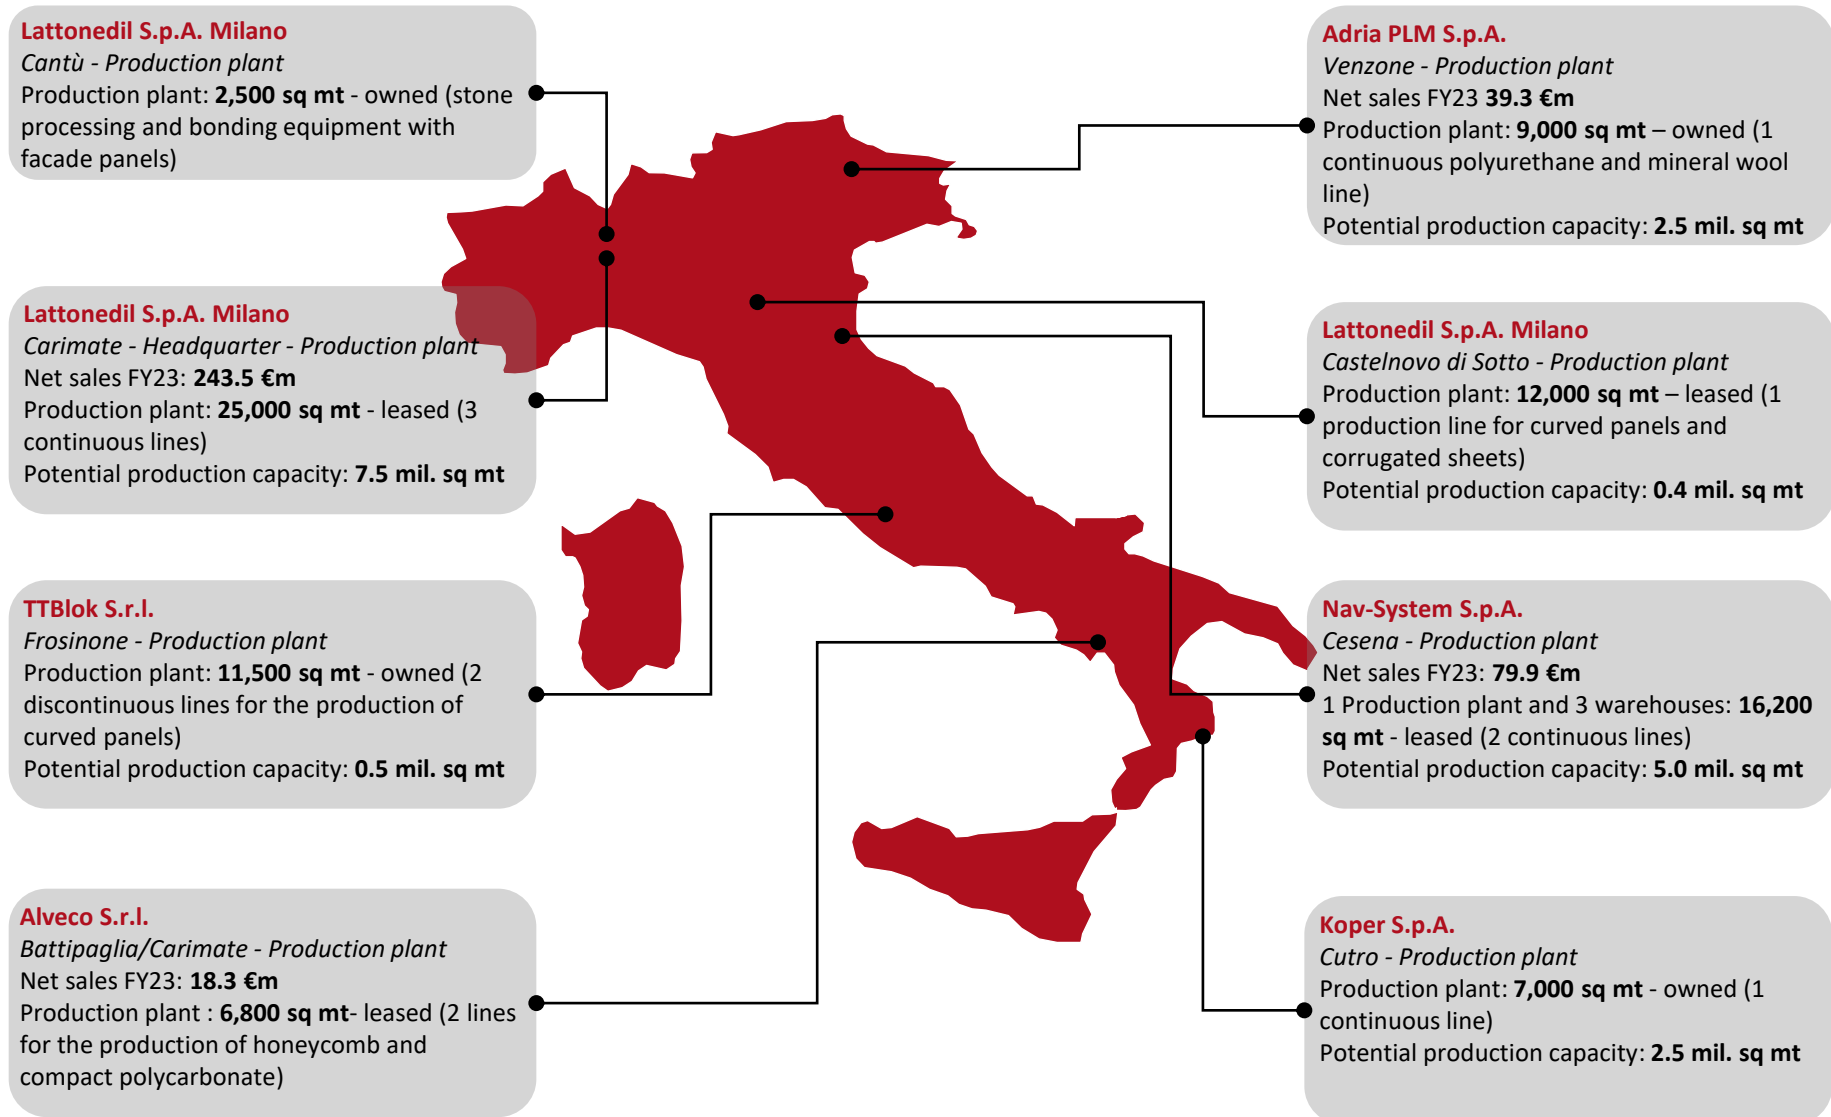 Lattonedil S.p.A. Milano
Cantù - Production plant
Production plant: 2,500 sq mt - owned (stone
processing and bonding equipment with
facade panels)
Lattonedil S.p.A. Milano
Carimate - Headquarter - Production plant
Net sales FY23: 243.5 €m
Production plant: 25,000 sq mt - leased (3
continuous lines)
Potential production capacity: 7.5 mil. sq mt
TTBlok S.r.l.
Frosinone - Production plant
Production plant: 11,500 sq mt - owned (2
discontinuous lines for the production of
curved panels)
Potential production capacity: 0.5 mil. sq mt
Alveco S.r.l.
Battipaglia/Carimate - Production plant
Net sales FY23: 18.3 €m
Production plant : 6,800 sq mt- leased (2 lines
for the production of honeycomb and
compact polycarbonate)
Adria PLM S.p.A.
Venzone - Production plant
Net sales FY23 39.3 €m
Production plant: 9,000 sq mt – owned (1
continuous polyurethane and mineral wool
line)
Potential production capacity: 2.5 mil. sq mt
Lattonedil S.p.A. Milano
Castelnovo di Sotto - Production plant
Production plant: 12,000 sq mt – leased (1
production line for curved panels and
corrugated sheets)
Potential production capacity: 0.4 mil. sq mt
Nav-System S.p.A.
Cesena - Production plant
Net sales FY23: 79.9 €m
1 Production plant and 3 warehouses: 16,200
sq mt - leased (2 continuous lines)
Potential production capacity: 5.0 mil. sq mt
Koper S.p.A.
Cutro - Production plant
Production plant: 7,000 sq mt - owned (1
continuous line)
Potential production capacity: 2.5 mil. sq mt